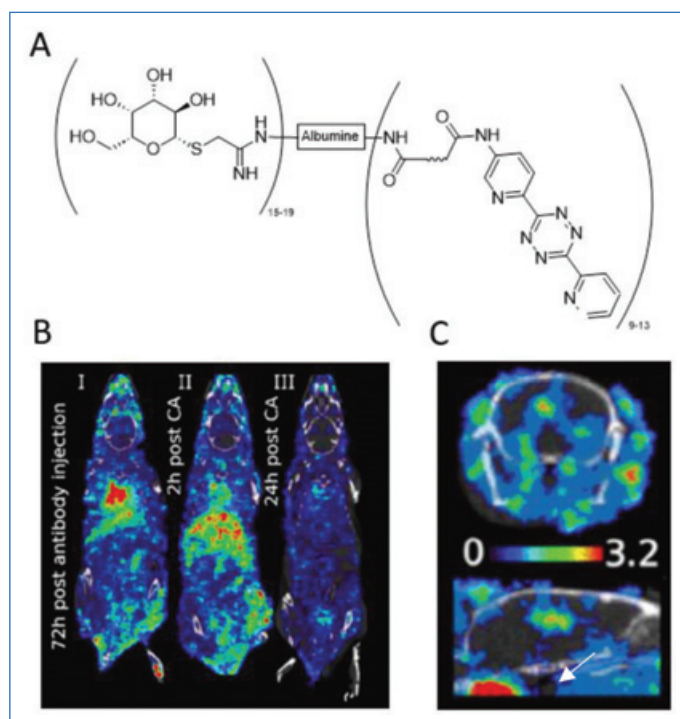 A
OH
HO
OH
HO
O
S
H
N
NH
15-19
Albumine
NH
O
O
NH
N
N
N
N
N
N
9-13
B
I
II
III
72h post antibody injection
2h post CA
24h post CA
C
0
3.2